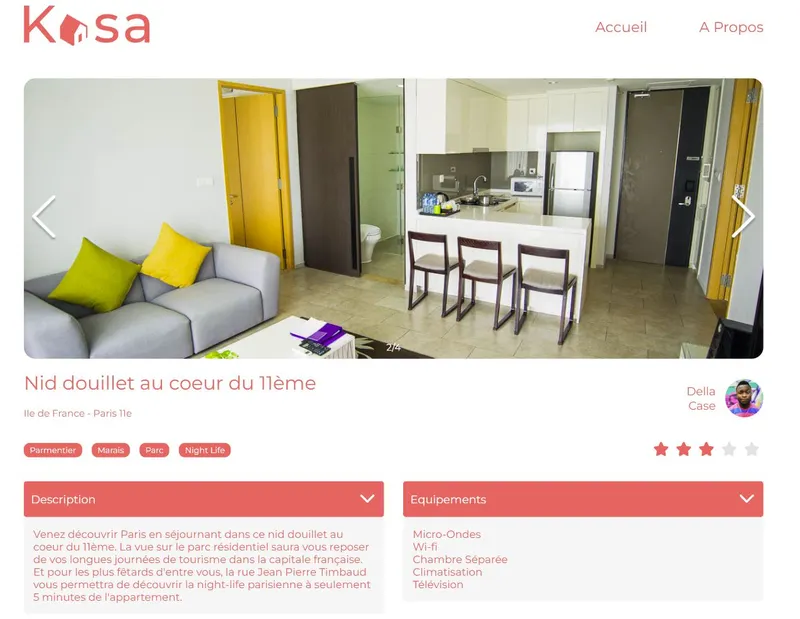 Kasa
Accueil
A Propos
2/4
Nid douillet au coeur du 11ème
Ile de France - Paris 11e
Della
Case
Parmentier
Marais
Parc
Night Life
Description
Venez découvrir Paris en séjournant dans ce nid douillet au
coeur du 11ème. La vue sur le parc résidentiel saura vous reposer
de vos longues journées de tourisme dans la capitale française.
Et pour les plus fêtards d'entre vous, la rue Jean Pierre Timbaud
vous permettra de découvrir la night-life parisienne à seulement
5 minutes de l'appartement.
Equipements
Micro-Ondes
Wi-fi
Chambre Séparée
Climatisation
Télévision